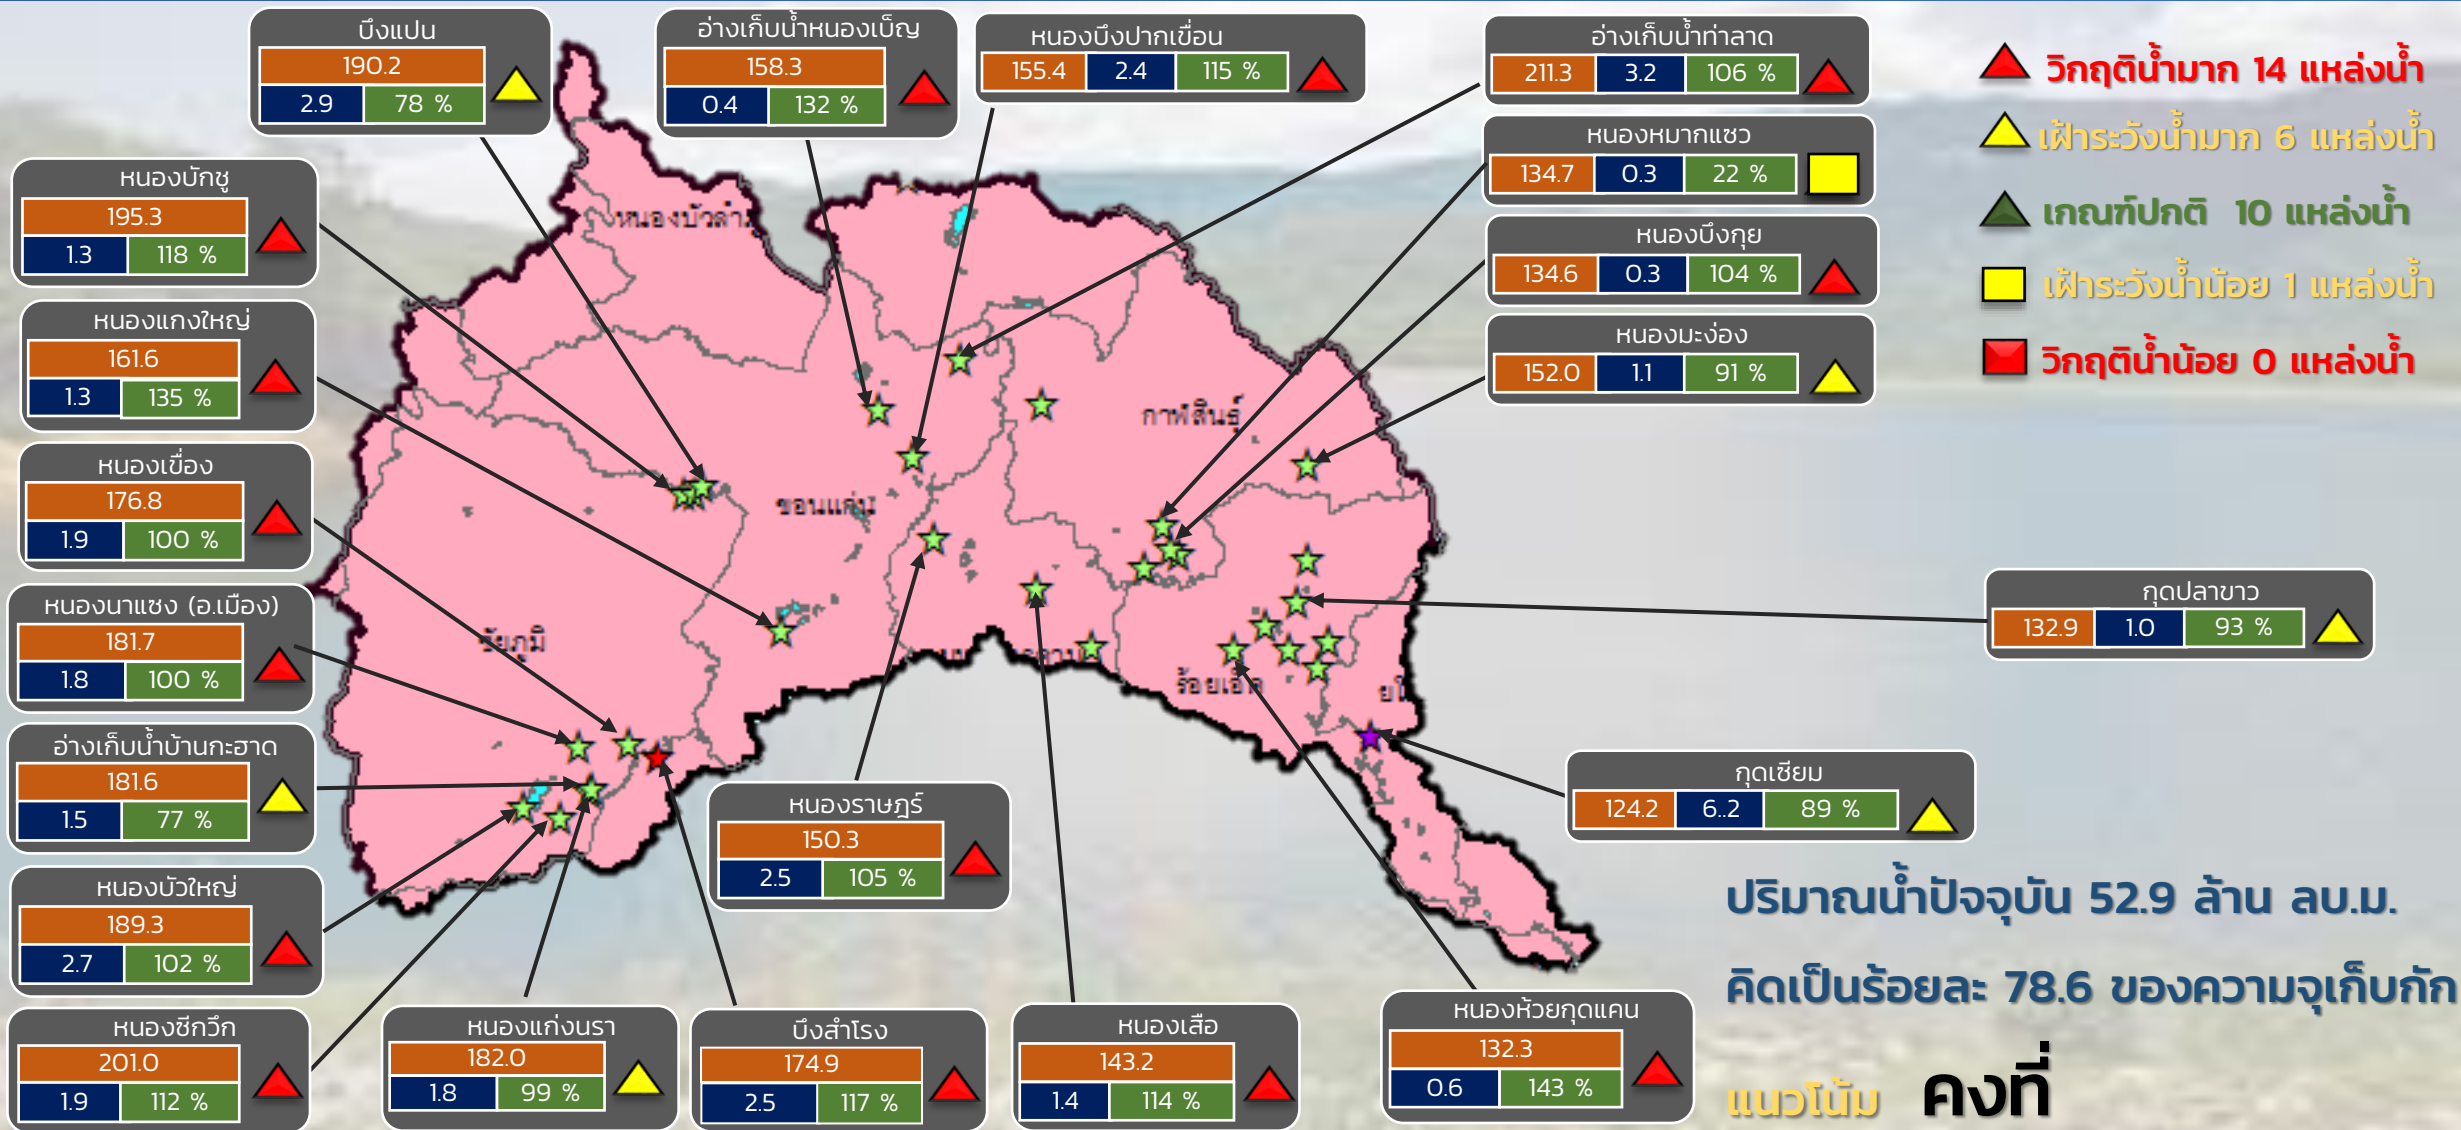 บึงแปน
190.2
2.9 78 %
อ่างเก็บน้ำหนองเบ็ญ
158.3
0.4 132 %
หนองบึงปากเขื่อน
155.4 2.4 115 %
อ่างเก็บน้ำท่าลาด
211.3 3.2 106 %
วิกฤติน้ำมาก 14 แหล่งน้ำ
เฝ้าระวังน้ำมาก 6 แหล่งน้ำ
เกณฑ์ปกติ 10 แหล่งน้ำ
เฝ้าระวังน้ำน้อย 1 แหล่งน้ำ
วิกฤติน้ำน้อย 0 แหล่งน้ำ
หนองหมากแซว
134.7 0.3 22 %
หนองบึงกุย
134.6 0.3 104 %
หนองมะง่อง
152.0 1.1 91 %
หนองบักชู
195.3
1.3 118 %
หนองแกงใหญ่
161.6
1.3 135 %
หนองเขื่อง
176.8
1.9 100 %
หนองนาแซง (อ.เมือง)
181.7
1.8 100 %
อ่างเก็บน้ำบ้านกะฮาด
181.6
1.5 77 %
หนองบัวใหญ่
189.3
2.7 102 %
หนองซีกวึก
201.0
1.9 112 %
หนองแก่งนรา
182.0
1.8 99 %
บึงสำโรง
174.9
2.5 117 %
หนองราษฎร์
150.3
2.5 105 %
หนองเสือ
143.2
1.4 114 %
หนองห้วยกุดแคน
132.3
0.6 143 %
กุดปลาขาว
132.9 1.0 93 %
กุดเชียม
124.2 6..2 89 %
หนองบัวลำภู
กาฬสินธุ์
ขอนแก่น
ชัยภูมิ
ร้อยเอ็ด
ปริมาณน้ำปัจจุบัน 52.9 ล้าน ลบ.ม.
คิดเป็นร้อยละ 78.6 ของความจุเก็บกัก
แนวโน้ม คงที่